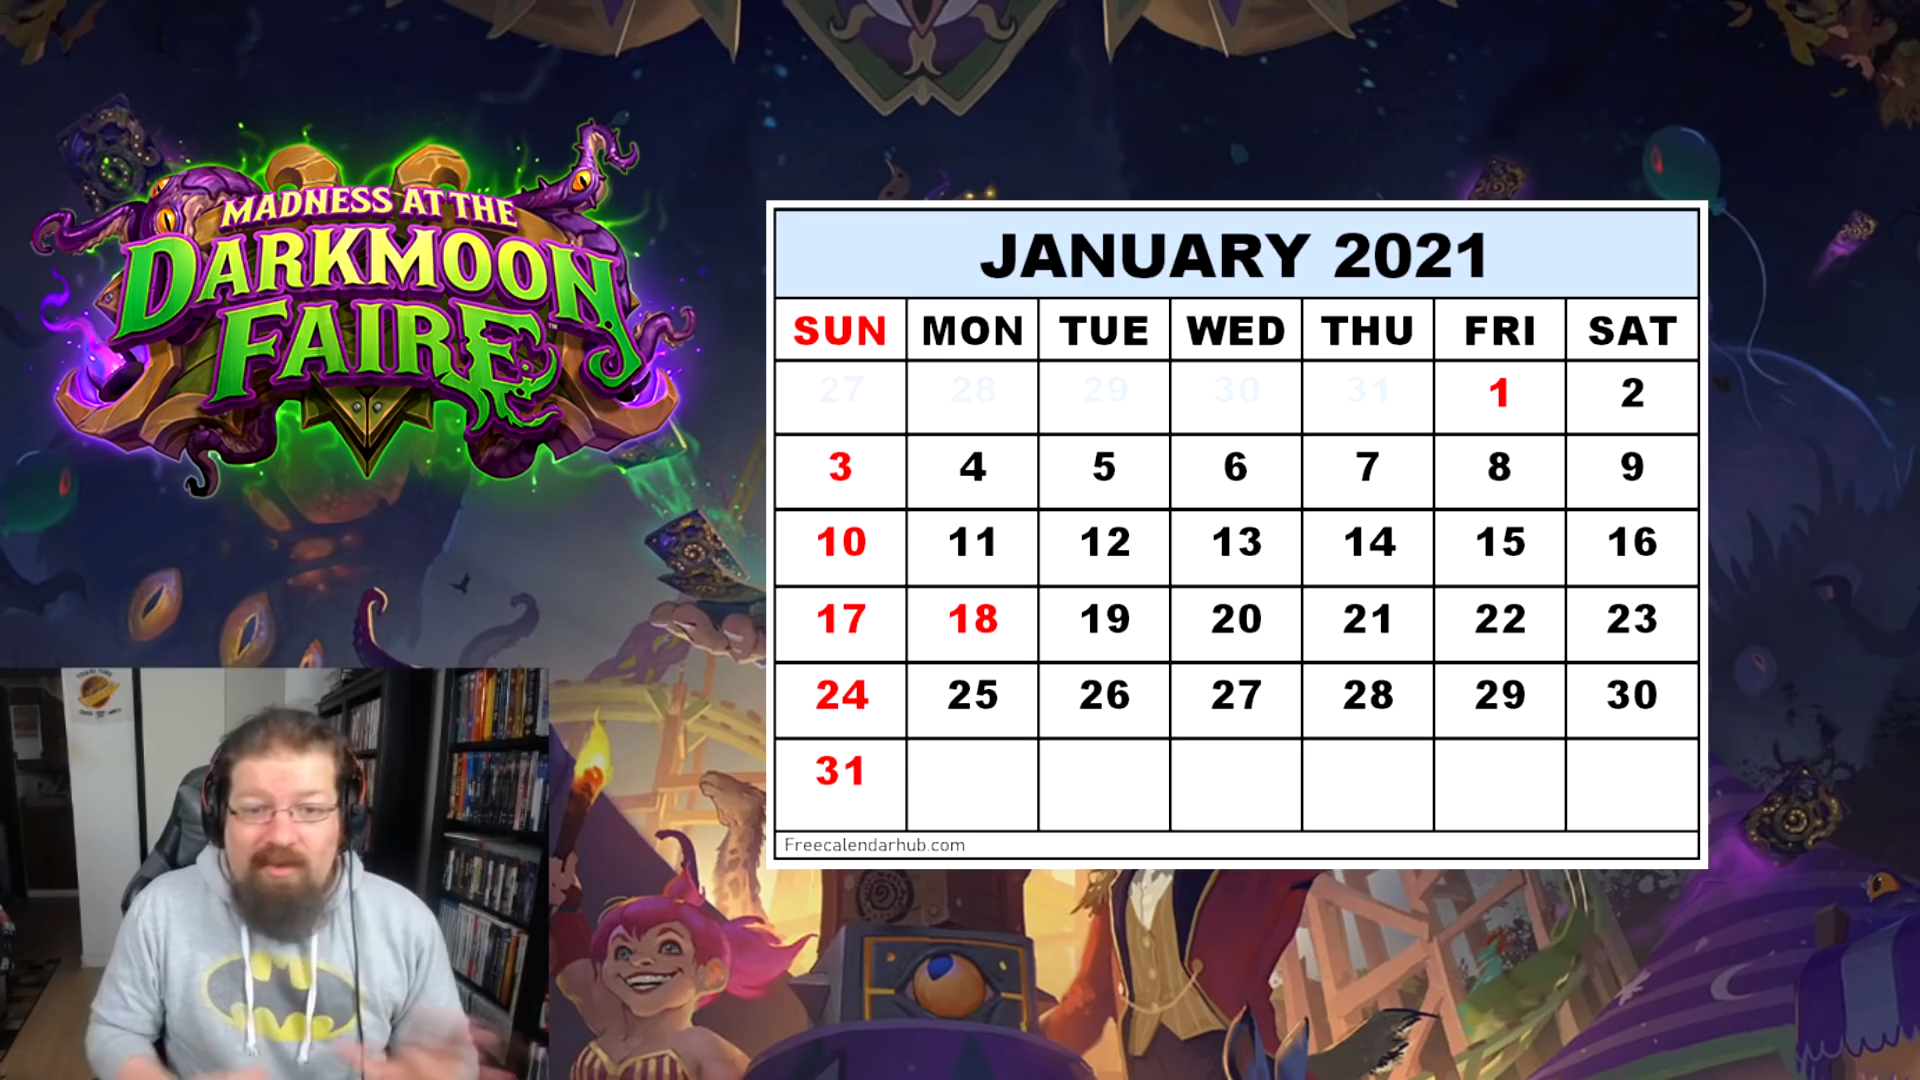 MADNESS AT THE
DARKMOON
FAIRE™
JANUARY 2021
SUN MON TUE WED THU FRI SAT
27 28 29 30 31 1 2
3 4 5 6 7 8 9
10 11 12 13 14 15 16
17 18 19 20 21 22 23
24 25 26 27 28 29 30
31
Freecalendarhub.com